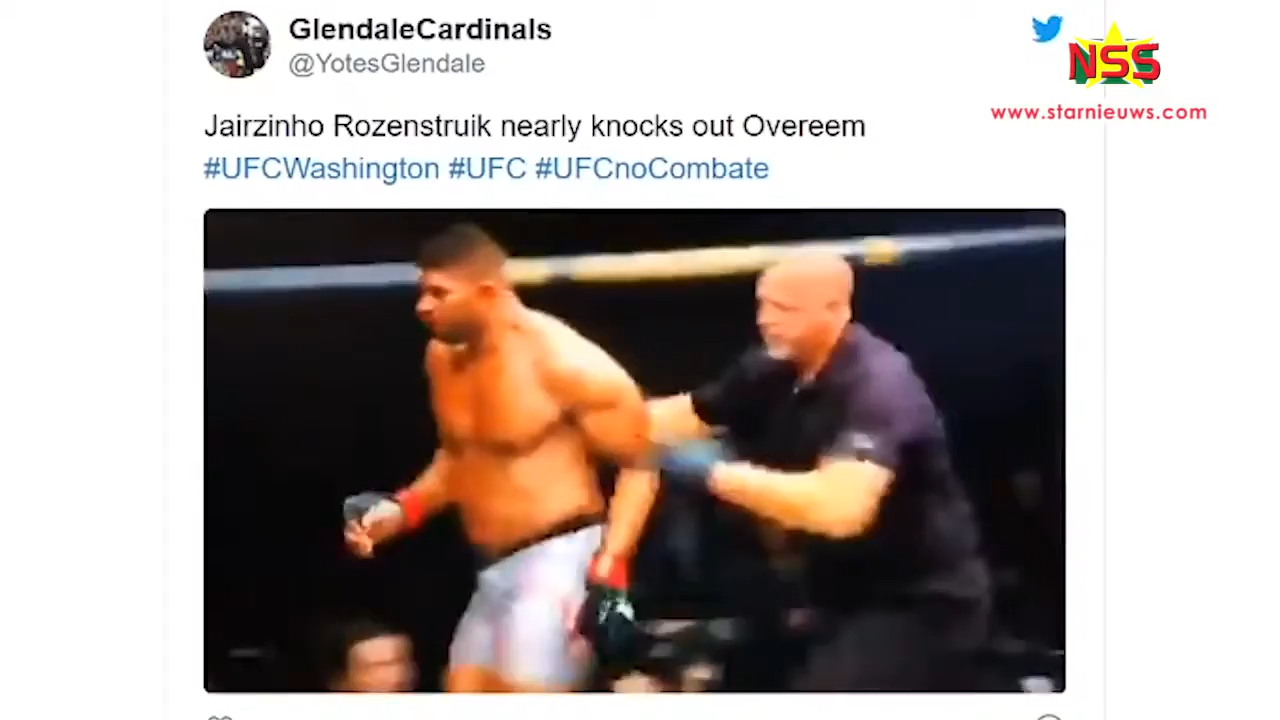 GlendaleCardinals
@YotesGlendale
NSS
www.starnieuws.com
Jairzinho Rozenstruik nearly knocks out Overeem
#UFCWashington #UFC #UFCnoCombate